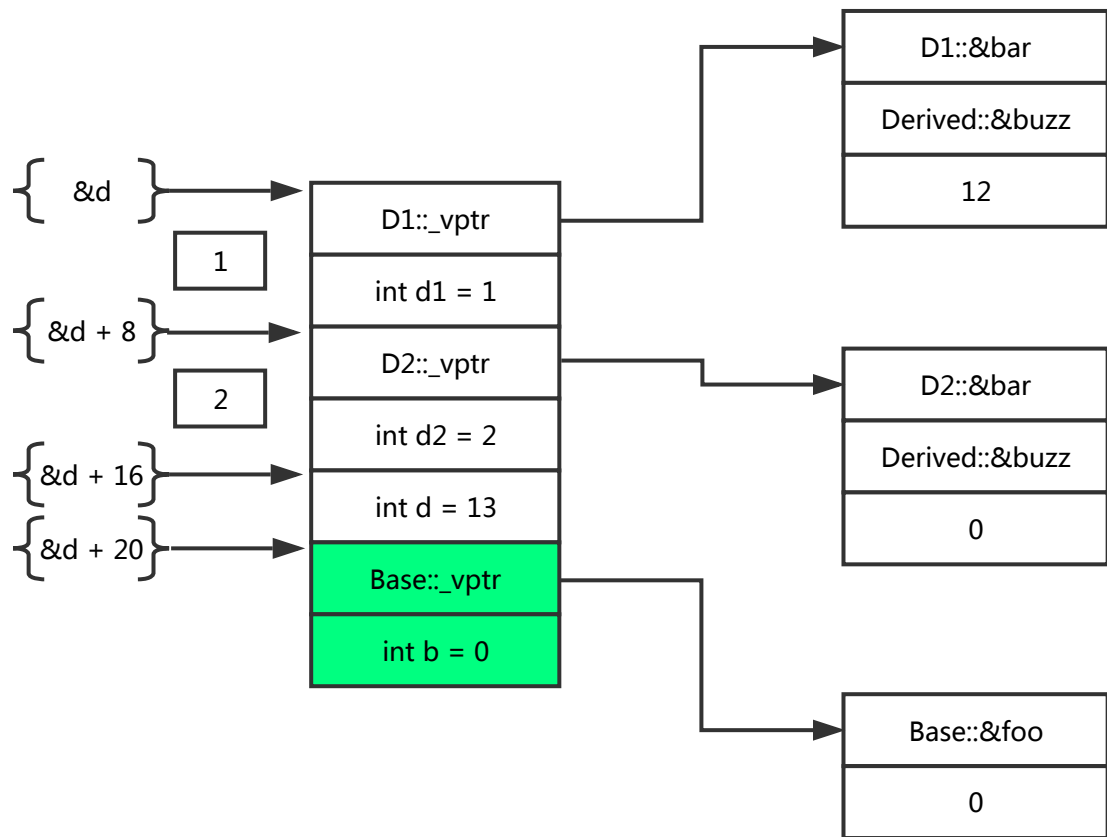 &d
1
&d + 8
2
&d + 16
&d + 20
D1::_vptr
int d1 = 1
D2::_vptr
int d2 = 2
int d = 13
Base::_vptr
int b = 0
D1::&bar
Derived::&buzz
12
D2::&bar
Derived::&buzz
0
Base::&foo
0